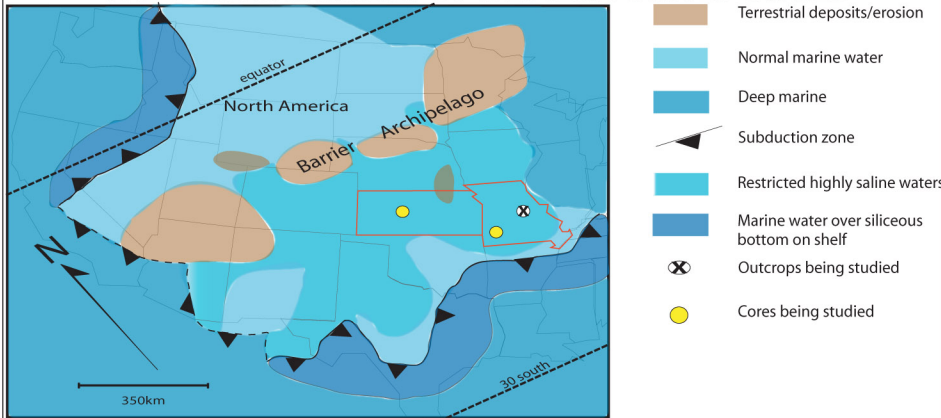 equator
North America
Barrier Archipelago
N
350km
30 south
Terrestrial deposits/erosion
Normal marine water
Deep marine
Subduction zone
Restricted highly saline waters
Marine water over siliceous
bottom on shelf
Outcrops being studied
Cores being studied